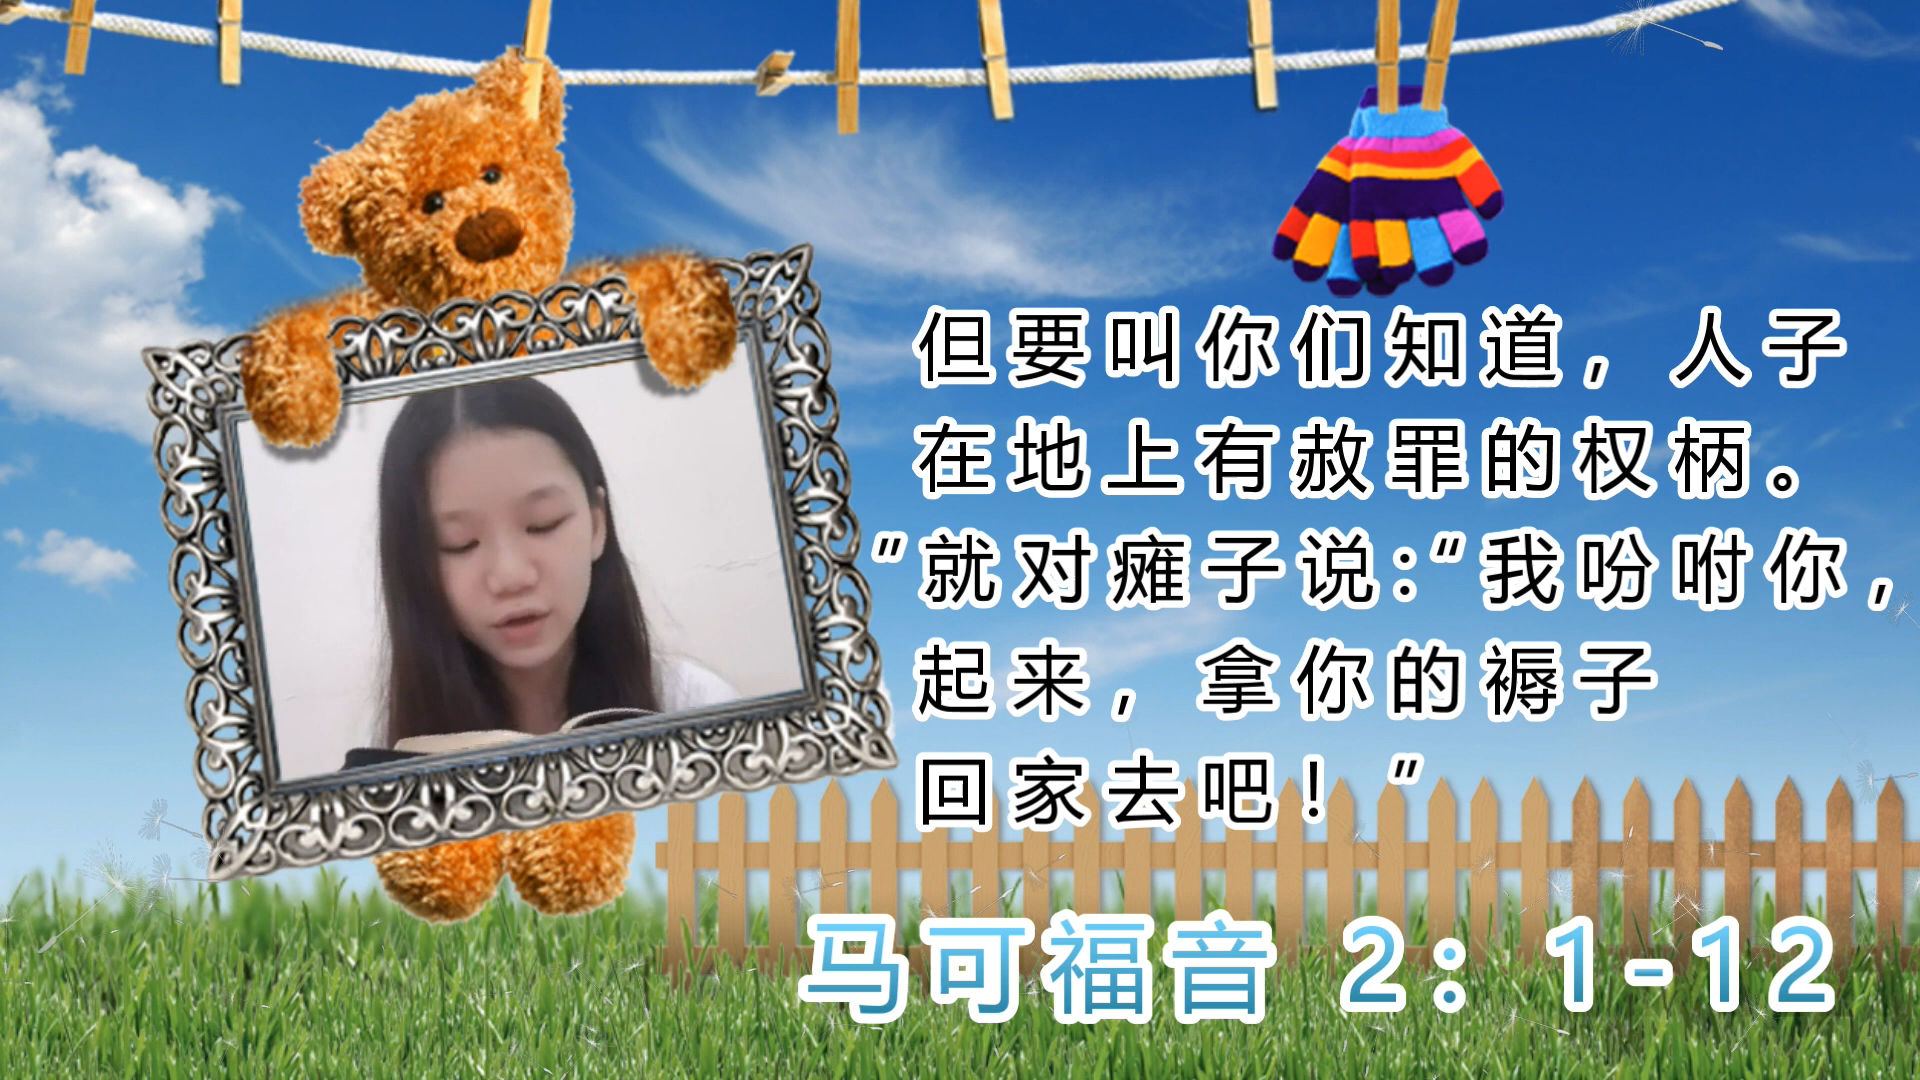 但要叫你们知道，人子
在地上有赦罪的权柄。
”就对瘫子说：“我吩咐你，
起来，拿你的褥子
回家去吧！”
马可福音 2：1-12